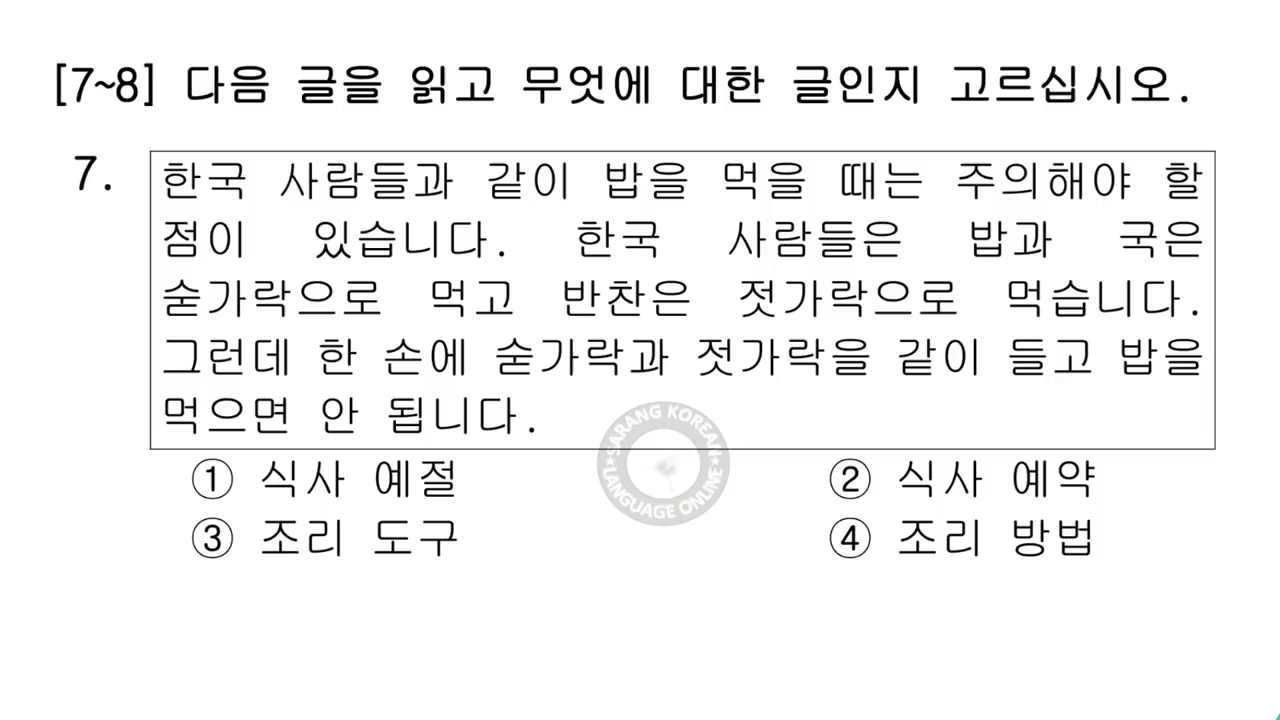 [7~8] 다음 글을 읽고 무엇에 대한 글인지 고르십시오.
7. 한국 사람들과 같이 밥을 먹을 때는 주의해야 할
점이 있습니다. 한국 사람들은 밥과 국은
숟가락으로 먹고 반찬은 젓가락으로 먹습니다.
그런데 한 손에 숟가락과 젓가락을 같이 들고 밥을
먹으면 안 됩니다.
① 식사 예절 ② 식사 예약
③ 조리 도구 ④ 조리 방법
SARANG KOREAN
LANGUAGE ONLINE